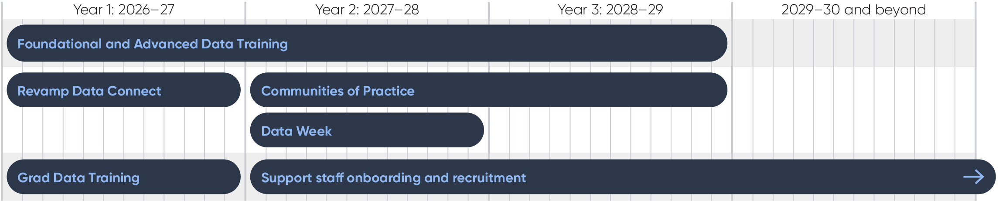 Year 1: 2026–27
Year 2: 2027–28
Year 3: 2028–29
2029–30 and beyond
Foundational and Advanced Data Training
Revamp Data Connect
Communities of Practice
Data Week
Grad Data Training
Support staff onboarding and recruitment